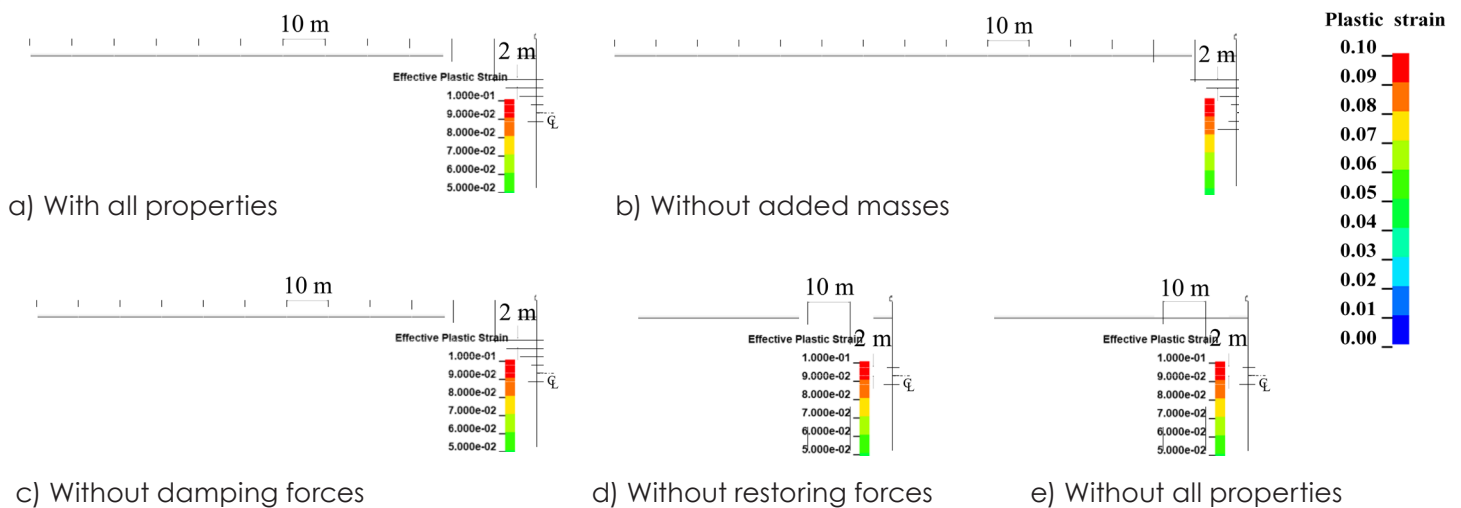 10 m
2 m
Effective Plastic Strain
1.000e-01
9.000e-02
8.000e-02
7.000e-02
6.000e-02
5.000e-02
℄
a) With all properties
10 m
2 m
b) Without added masses
Plastic strain
0.10
0.09
0.08
0.07
0.06
0.05
0.04
0.03
0.02
0.01
0.00
10 m
2 m
Effective Plastic Strain
1.000e-01
9.000e-02
8.000e-02
7.000e-02
6.000e-02
5.000e-02
℄
c) Without damping forces
10 m
2 m
Effective Plastic Strain
1.000e-01
9.000e-02
8.000e-02
7.000e-02
6.000e-02
5.000e-02
℄
d) Without restoring forces
10 m
2 m
Effective Plastic Strain
1.000e-01
9.000e-02
8.000e-02
7.000e-02
6.000e-02
5.000e-02
℄
e) Without all properties